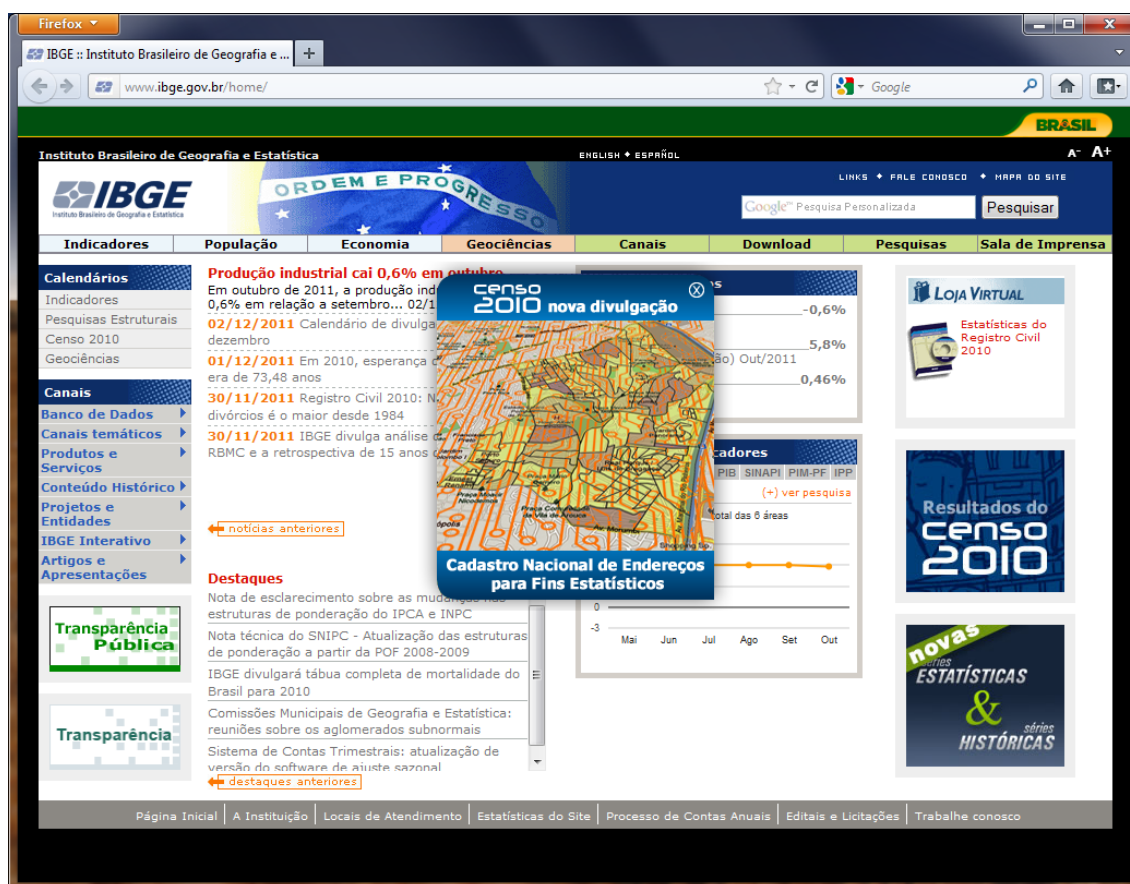 Firefox
IBGE :: Instituto Brasileiro de Geografia e ...
www.ibge.gov.br/home/
Google
BRASIL
Instituto Brasileiro de Geografia e Estatística
ENGLISH ESPAÑOL
A- A+
LINKS FALE CONOSCO MAPA DO SITE
IBGE
Instituto Brasileiro de Geografia e Estatística
ORDEM E PROGRESSO
Google™ Pesquisa Personalizada
Pesquisar
Indicadores População Economia Geociências Canais Download Pesquisas Sala de Imprensa
Calendários
Indicadores
Pesquisas Estruturais
Censo 2010
Geociências
Canais
Banco de Dados
Canais temáticos
Produtos e
Serviços
Conteúdo Histórico
Projetos e
Entidades
IBGE Interativo
Artigos e
Apresentações
Transparência
Pública
Transparência
Produção industrial cai 0,6% em outubro
Em outubro de 2011, a produção ind
0,6% em relação a setembro... 02/1
02/12/2011 Calendário de divulga
dezembro
01/12/2011 Em 2010, esperança
era de 73,48 anos
30/11/2011 Registro Civil 2010: N
divórcios é o maior desde 1984
30/11/2011 IBGE divulga análise
RBMC e a retrospectiva de 15 anos
notícias anteriores
Destaques
Nota de esclarecimento sobre as mudanças nas
estruturas de ponderação do IPCA e INPC
Nota técnica do SNIPC - Atualização das estruturas
de ponderação a partir da POF 2008-2009
IBGE divulgará tábua completa de mortalidade do
Brasil para 2010
Comissões Municipais de Geografia e Estatística:
reuniões sobre os aglomerados subnormais
Sistema de Contas Trimestrais: atualização de
versão do software de ajuste sazonal
destaques anteriores
censo
2010 nova divulgação
Cadastro Nacional de Endereços
para Fins Estatísticos
-0,6%
5,8%
ão) Out/2011
0,46%
cadores
PIB SINAPI PIM-PF IPP
(+) ver pesquisa
total das 6 áreas
0
-3
Mai Jun Jul Ago Set Out
LOJA VIRTUAL
Estatísticas do
Registro Civil
2010
Resultados do
censo
2010
novas
séries
ESTATÍSTICAS
&
séries
HISTÓRICAS
Página Inicial A Instituição Locais de Atendimento Estatísticas do Site Processo de Contas Anuais Editais e Licitações Trabalhe conosco